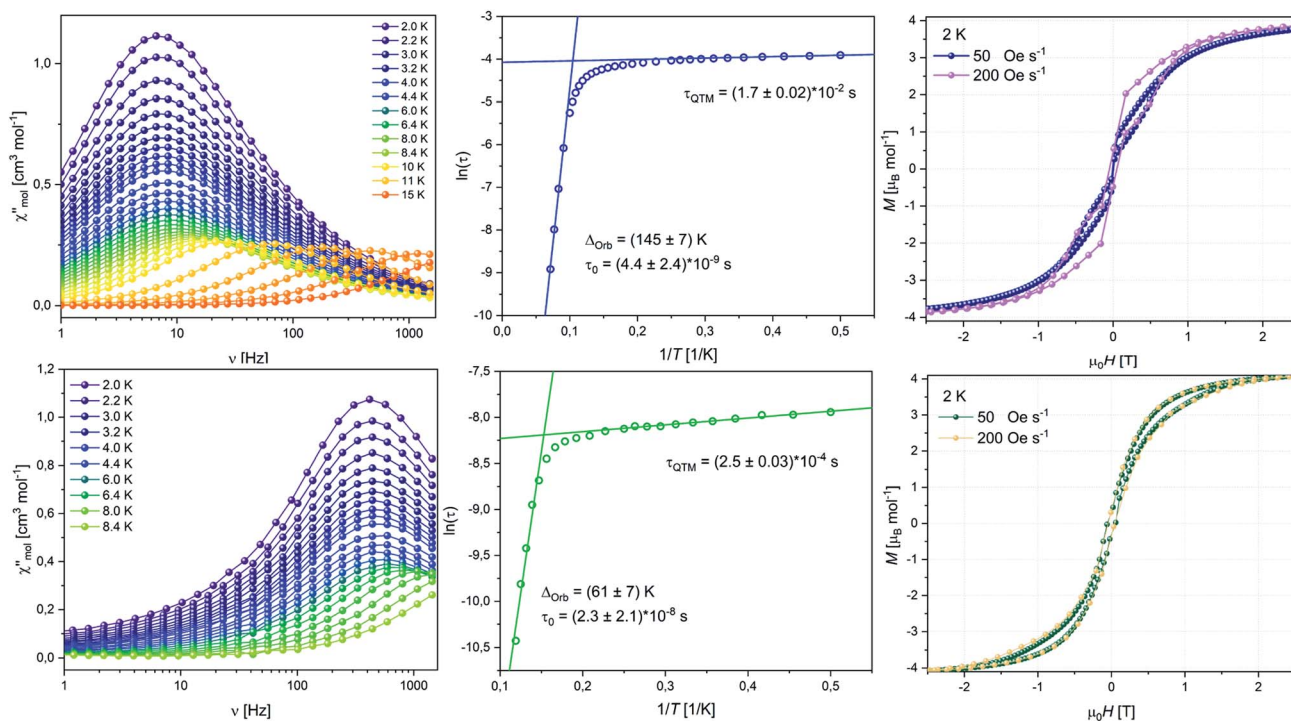 χ''mol [cm³ mol⁻¹]
1,0
0,5
0,0
1
10
100
1000
ν [Hz]
2.0 K
2.2 K
3.0 K
3.2 K
4.0 K
4.4 K
6.0 K
6.4 K
8.0 K
8.4 K
10 K
11 K
15 K
ln(τ)
-3
-4
-5
-6
-7
-8
-9
-10
0,0
0,1
0,2
0,3
0,4
0,5
1/T [1/K]
τQTM = (1.7 ± 0.02)*10⁻² s
ΔOrb = (145 ± 7) K
τ0 = (4.4 ± 2.4)*10⁻⁹ s
M [μB mol⁻¹]
4
3
2
1
0
-1
-2
-3
-4
-2
-1
0
1
2
μ0H [T]
2 K
50 Oe s⁻¹
200 Oe s⁻¹
χ''mol [cm³ mol⁻¹]
1,2
1,0
0,8
0,6
0,4
0,2
0,0
1
10
100
1000
ν [Hz]
2.0 K
2.2 K
3.0 K
3.2 K
4.0 K
4.4 K
6.0 K
6.4 K
8.0 K
8.4 K
ln(τ)
-7,5
-8,0
-8,5
-9,0
-9,5
-10,0
-10,5
0,1
0,2
0,3
0,4
0,5
1/T [1/K]
τQTM = (2.5 ± 0.03)*10⁻⁴ s
ΔOrb = (61 ± 7) K
τ0 = (2.3 ± 2.1)*10⁻⁸ s
M [μB mol⁻¹]
4
3
2
1
0
-1
-2
-3
-4
-2
-1
0
1
2
μ0H [T]
2 K
50 Oe s⁻¹
200 Oe s⁻¹